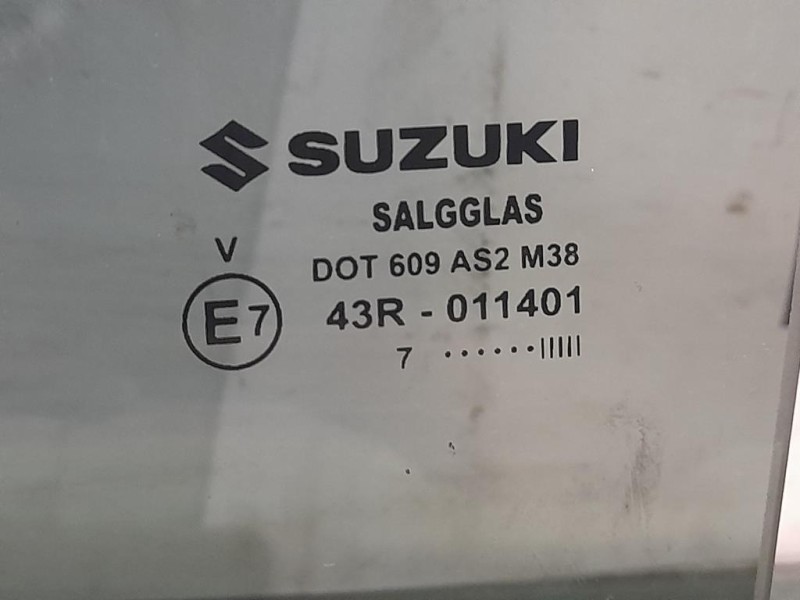 SUZUKI
SALGGLAS
V
DOT 609 AS2 M38
E7
43R - 011401
7 ······|||||